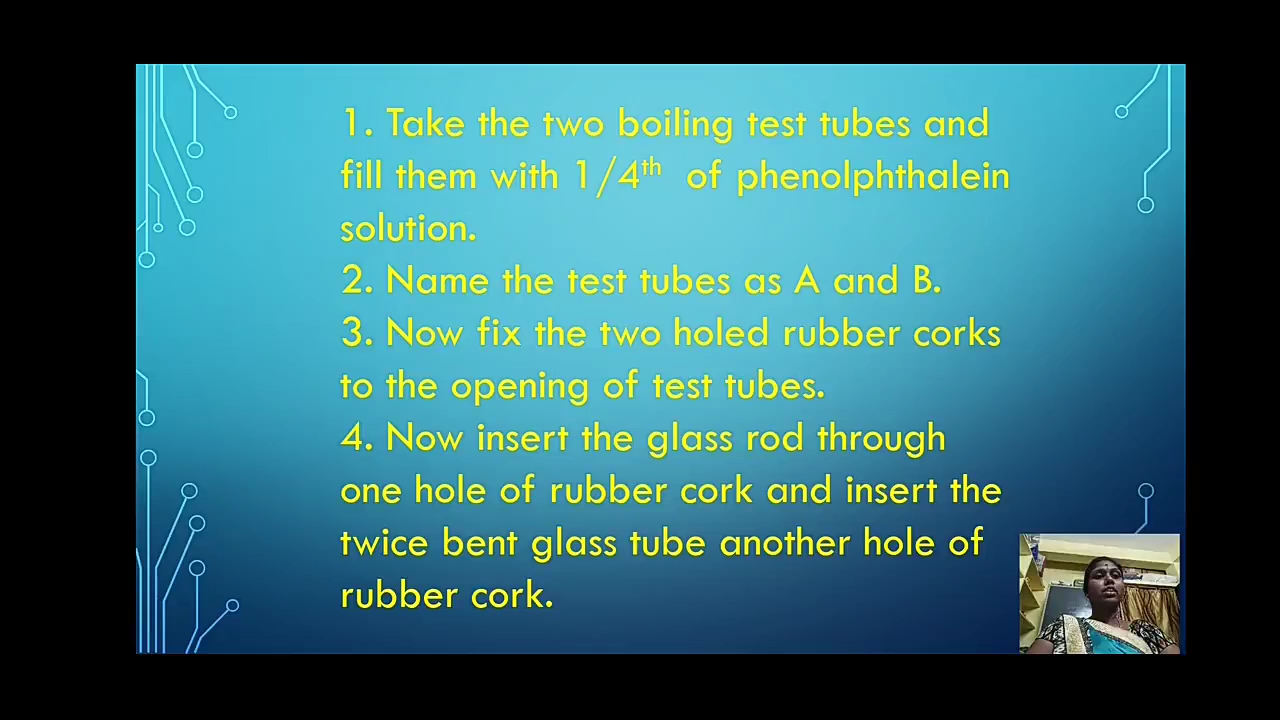 1. Take the two boiling test tubes and
fill them with 1/4th of phenolphthalein
solution.
2. Name the test tubes as A and B.
3. Now fix the two holed rubber corks
to the opening of test tubes.
4. Now insert the glass rod through
one hole of rubber cork and insert the
twice bent glass tube another hole of
rubber cork.